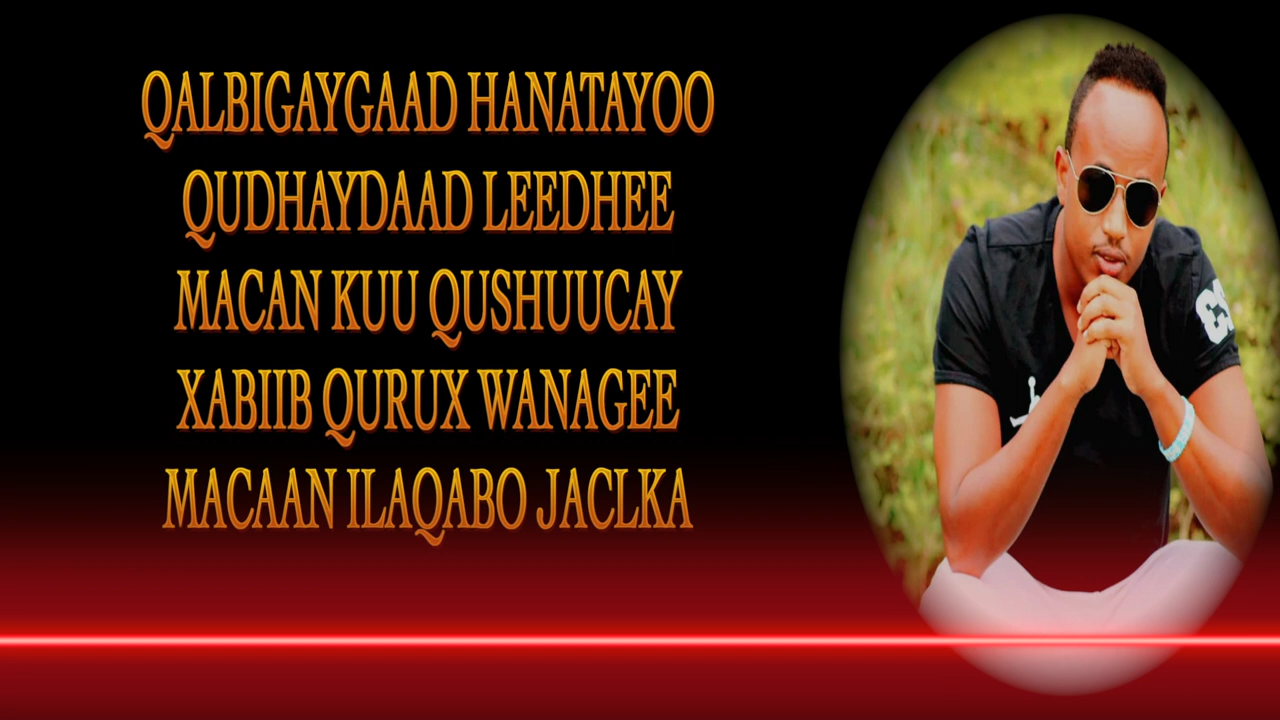 QALBIGAYGAAD HANATAYOO
QUDHAYDAAD LEEDHEE
MACAN KUU QUSHUUCAY
XABIIB QURUX WANAGEE
MACAAN ILAQABO JACLKA